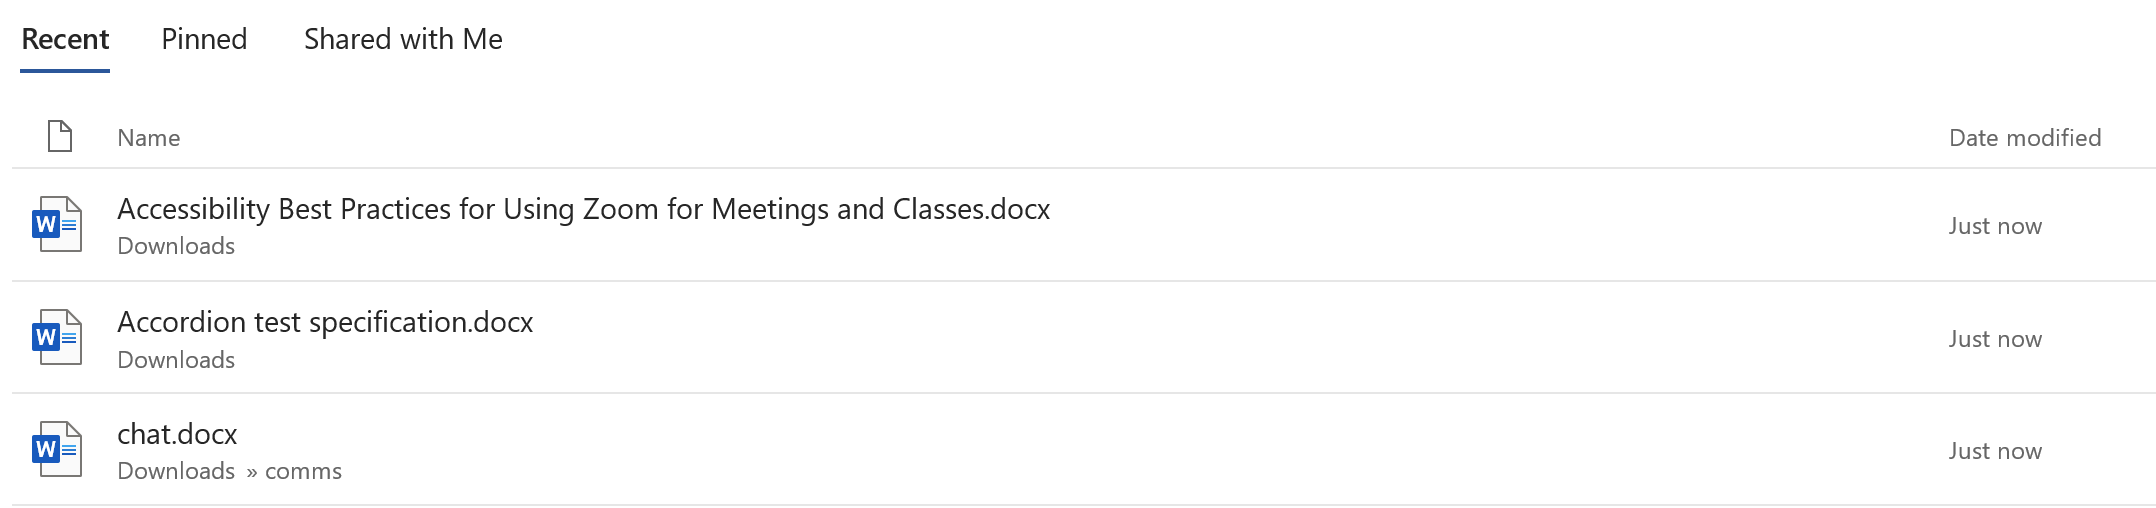 Recent Pinned Shared with Me
Name Date modified
Accessibility Best Practices for Using Zoom for Meetings and Classes.docx
Downloads
Just now
Accordion test specification.docx
Downloads
Just now
chat.docx
Downloads » comms
Just now